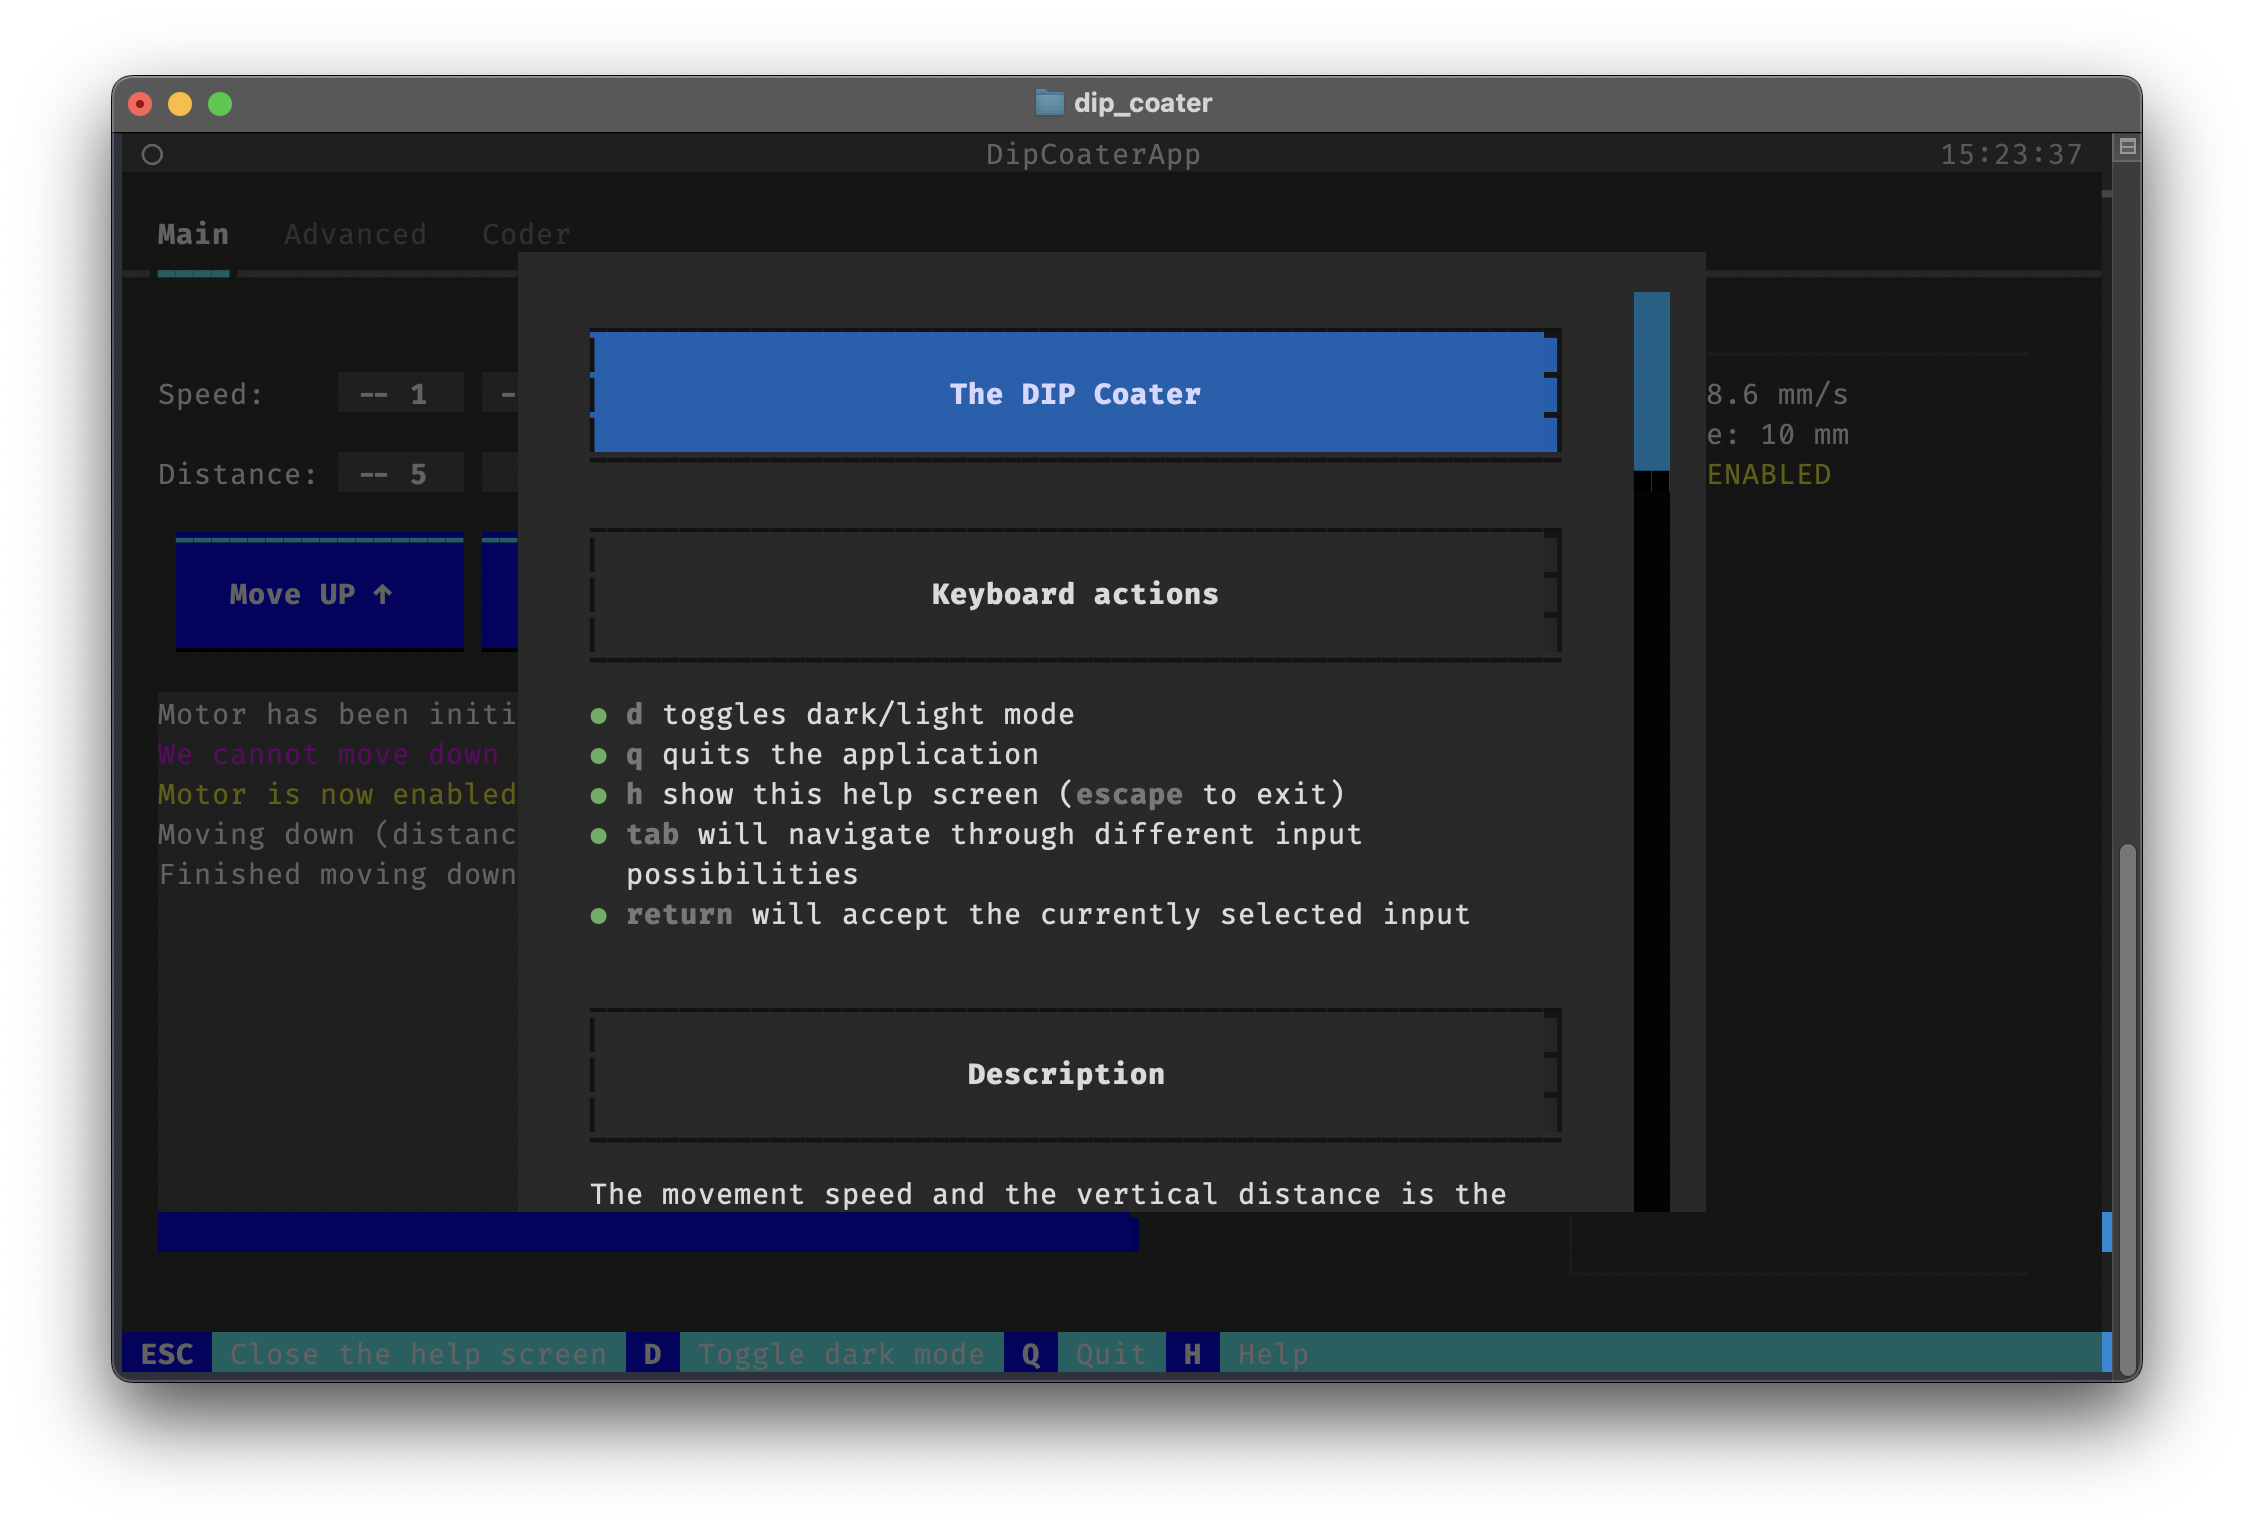 dip_coater
DipCoaterApp 15:23:37
Main Advanced Coder
The DIP Coater
Speed: -- 1 - 8.6 mm/s
e: 10 mm
Distance: -- 5 ENABLED
Move UP ↑ Keyboard actions
Motor has been initi
We cannot move down
Motor is now enabled
Moving down (distanc
Finished moving down
● d toggles dark/light mode
● q quits the application
● h show this help screen (escape to exit)
● tab will navigate through different input
possibilities
● return will accept the currently selected input
Description
The movement speed and the vertical distance is the
ESC Close the help screen D Toggle dark mode Q Quit H Help